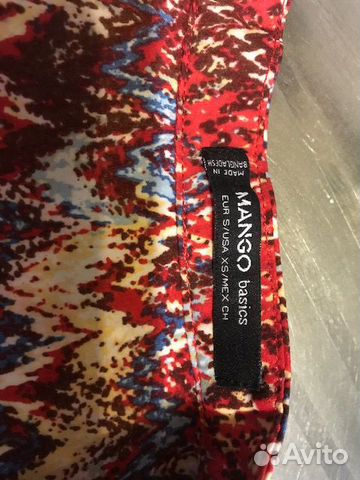 MANGO basics
EUR S/USA XS/MEX CH
MADE IN
BANGLADESH
Avito